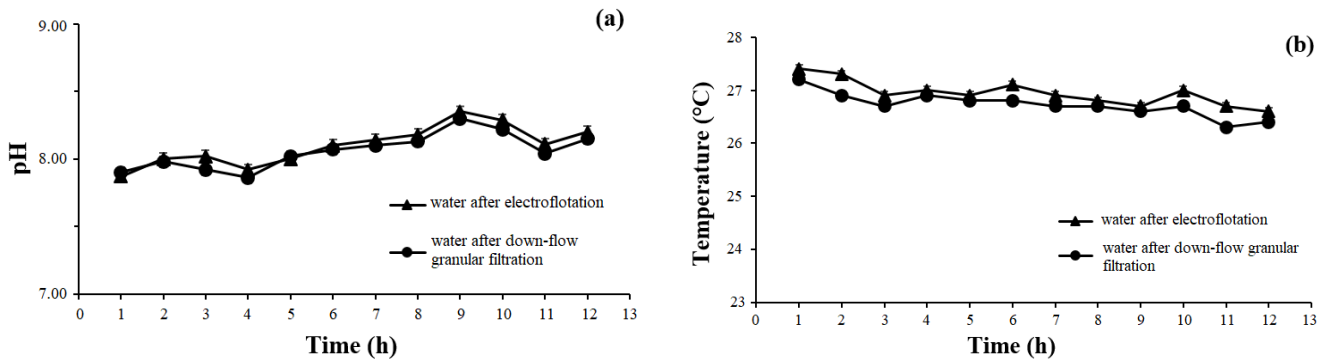 (a)
9.00
8.00
7.00
pH
water after electroflotation
water after down-flow
granular filtration
0 1 2 3 4 5 6 7 8 9 10 11 12 13
Time (h)
(b)
28
27
26
25
24
23
Temperature (°C)
water after electroflotation
water after down-flow granular
filtration
0 1 2 3 4 5 6 7 8 9 10 11 12 13
Time (h)